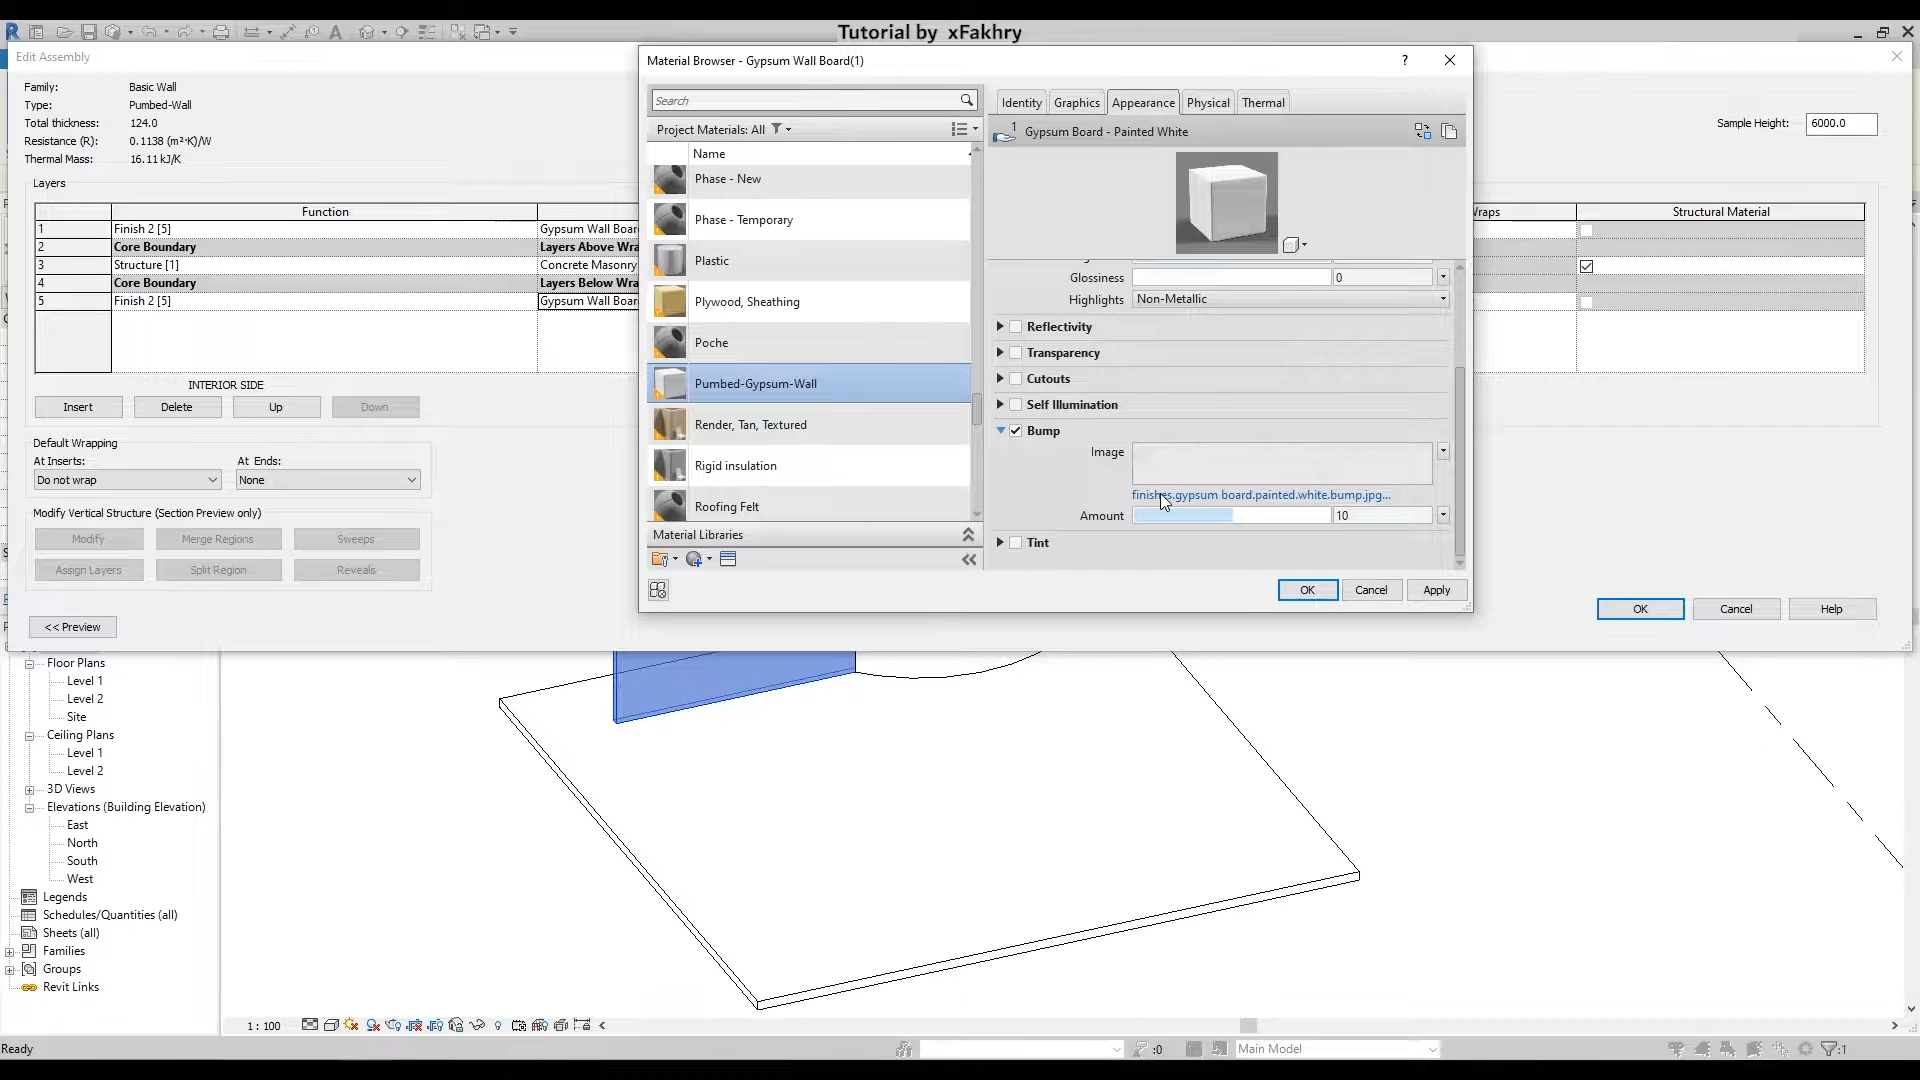 Tutorial by xFakhry
Edit Assembly
Family: Basic Wall
Type: Pumbed-Wall
Total thickness: 124.0
Resistance (R): 0.1138 (m²·K)/W
Thermal Mass: 16.11 kJ/K
Sample Height: 6000.0
Layers
Function
Structural Material
1 Finish 2 [5] Gypsum Wall Boar
2 Core Boundary Layers Above Wra
3 Structure [1] Concrete Masonry
4 Core Boundary Layers Below Wra
5 Finish 2 [5] Gypsum Wall Boar
INTERIOR SIDE
Insert Delete Up Down
Default Wrapping
At Inserts: At Ends:
Do not wrap None
Modify Vertical Structure (Section Preview only)
Modify Merge Regions Sweeps
Assign Layers Split Region Reveals
<< Preview
OK Cancel Help
Material Browser - Gypsum Wall Board(1)
?
Search
Project Materials: All
Name
Phase - New
Phase - Temporary
Plastic
Plywood, Sheathing
Poche
Pumbed-Gypsum-Wall
Render, Tan, Textured
Rigid insulation
Roofing Felt
Material Libraries
Identity Graphics Appearance Physical Thermal
1 Gypsum Board - Painted White
Glossiness 0
Highlights Non-Metallic
Reflectivity
Transparency
Cutouts
Self Illumination
Bump
Image
finishes.gypsum board.painted.white.bump.jpg...
Amount 10
Tint
OK Cancel Apply
Floor Plans
Level 1
Level 2
Site
Ceiling Plans
Level 1
Level 2
3D Views
Elevations (Building Elevation)
East
North
South
West
Legends
Schedules/Quantities (all)
Sheets (all)
Families
Groups
Revit Links
1 : 100
Ready
:0
Main Model
:1